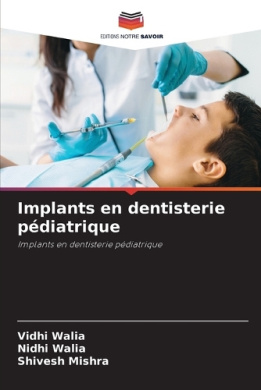 EDITIONS NOTRE SAVOIR
Implants en dentisterie
pédiatrique
Implants en dentisterie pédiatrique
Vidhi Walia
Nidhi Walia
Shivesh Mishra